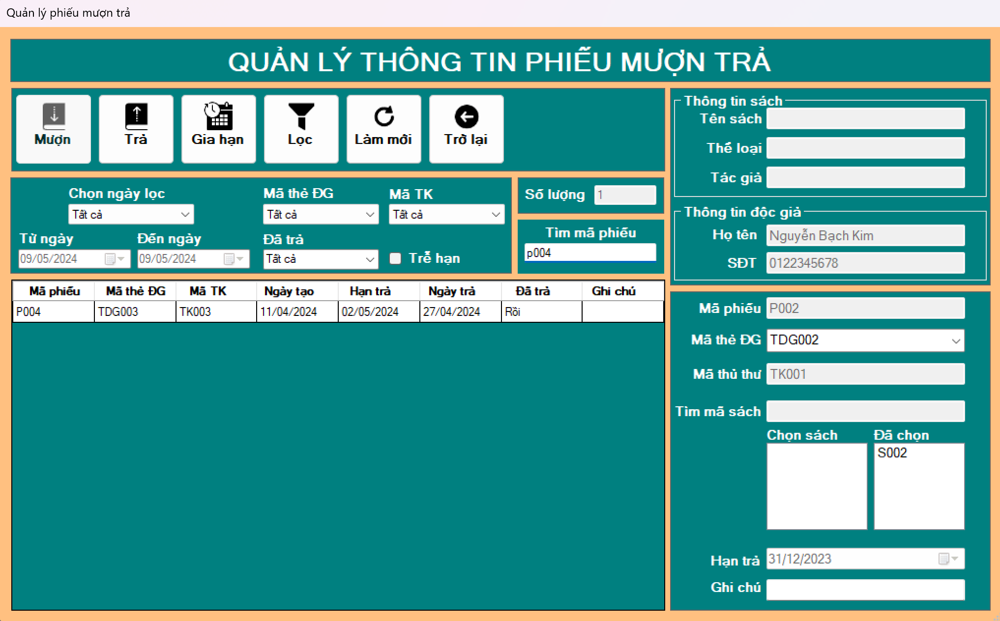 Quản lý phiếu mượn trả
QUẢN LÝ THÔNG TIN PHIẾU MƯỢN TRẢ
Mượn
Trả
Gia hạn
Lọc
Làm mới
Trở lại
Chọn ngày lọc
Tất cả
Mã thẻ ĐG
Tất cả
Mã TK
Tất cả
Từ ngày
09/05/2024
Đến ngày
09/05/2024
Đã trả
Tất cả
Trễ hạn
Số lượng 1
Tìm mã phiếu
p004
Mã phiếu Mã thẻ ĐG Mã TK Ngày tạo Hạn trả Ngày trả Đã trả Ghi chú
P004 TDG003 TK003 11/04/2024 02/05/2024 27/04/2024 Rồi
Thông tin sách
Tên sách
Thể loại
Tác giả
Thông tin độc giả
Họ tên Nguyễn Bạch Kim
SĐT 0122345678
Mã phiếu P002
Mã thẻ ĐG TDG002
Mã thủ thư TK001
Tìm mã sách
Chọn sách Đã chọn
S002
Hạn trả 31/12/2023
Ghi chú